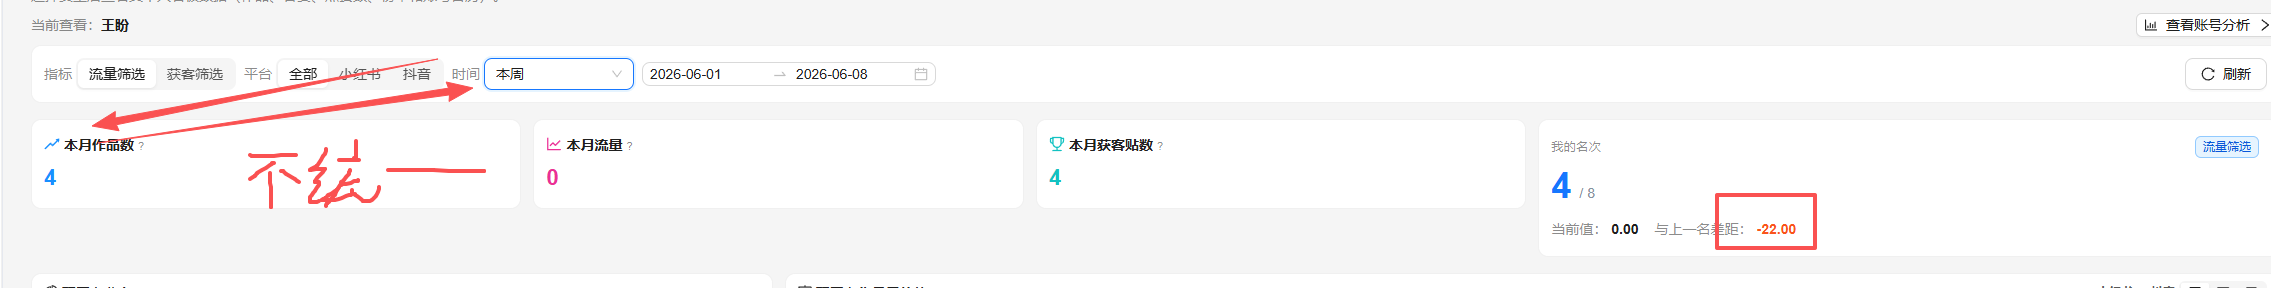 当前查看：王盼
查看账号分析
指标 流量筛选 获客筛选 平台 全部 小红书 抖音 时间 本周 2026-06-01 → 2026-06-08 刷新
本月作品数 ?
4
不统一
本月流量 ?
0
本月获客贴数 ?
4
我的名次 流量筛选
4 / 8
当前值： 0.00 与上一名差距： -22.00